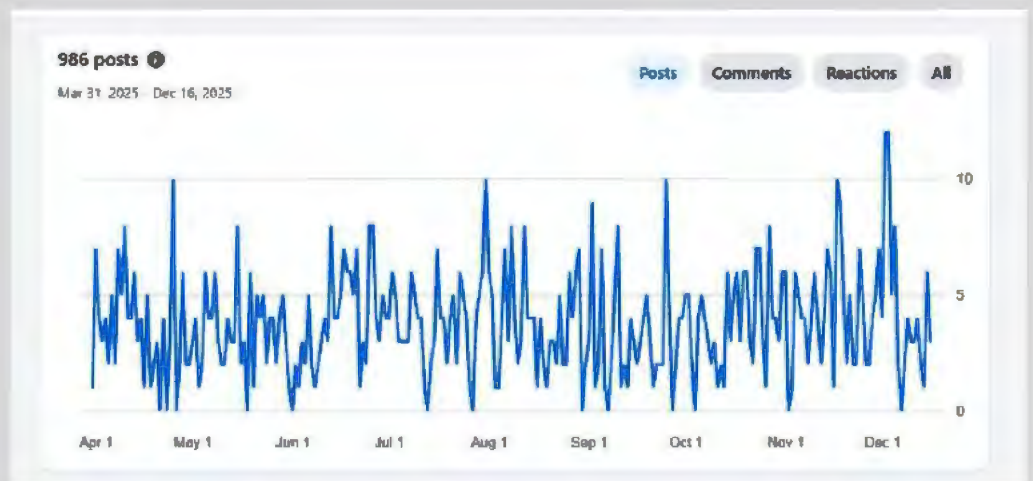 986 posts
Posts Comments Reactions All
Mar 31, 2025 - Dec 16, 2025
10
5
0
Apr 1 May 1 Jun 1 Jul 1 Aug 1 Sep 1 Oct 1 Nov 1 Dec 1